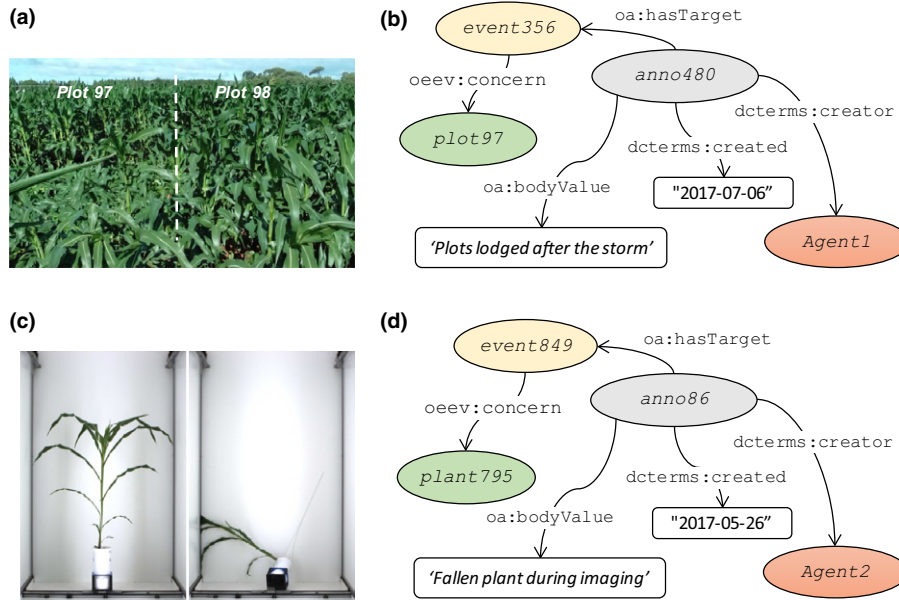 (a)
Plot 97
Plot 98
(b)
event356
oa:hasTarget
oeev:concern
anno480
plot97
dcterms:creator
dcterms:created
oa:bodyValue
"2017-07-06”
‘Plots lodged after the storm’
Agent1
(c)
(d)
event849
oa:hasTarget
oeev:concern
anno86
plant795
dcterms:creator
dcterms:created
oa:bodyValue
"2017-05-26”
‘Fallen plant during imaging’
Agent2